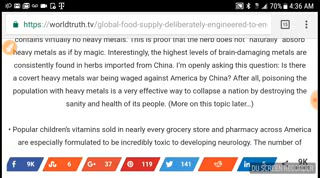 4:36 AM
https://worldtruth.tv/global-food-supply-deliberately-engineered-to-en
15
contains virtually no heavy metals. This is proof that the herb does not "naturally" absorb
heavy metals as if by magic. Interestingly, the highest levels of brain-damaging metals are
consistently found in herbs imported from China. I'm openly asking this question: Is there
a covert heavy metals war being waged against America by China? After all, poisoning the
population with heavy metals is a very effective way to collapse a nation by destroying the
sanity and health of its people. (More on this topic later...)
• Popular children's vitamins sold in nearly every grocery store and pharmacy across America
are especially formulated to be incredibly toxic to developing neurology. The number of
9K
6
37
119
141
5
9K
DU SCREEN RECORDER